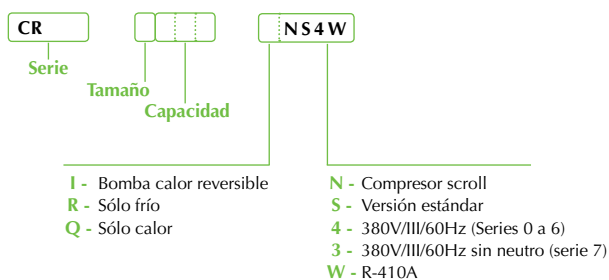 CR NS4W
Serie
Tamaño
Capacidad
I - Bomba calor reversible
R - Sólo frío
Q - Sólo calor
N - Compresor scroll
S - Versión estándar
4 - 380V/III/60Hz (Series 0 a 6)
3 - 380V/III/60Hz sin neutro (serie 7)
W - R-410A